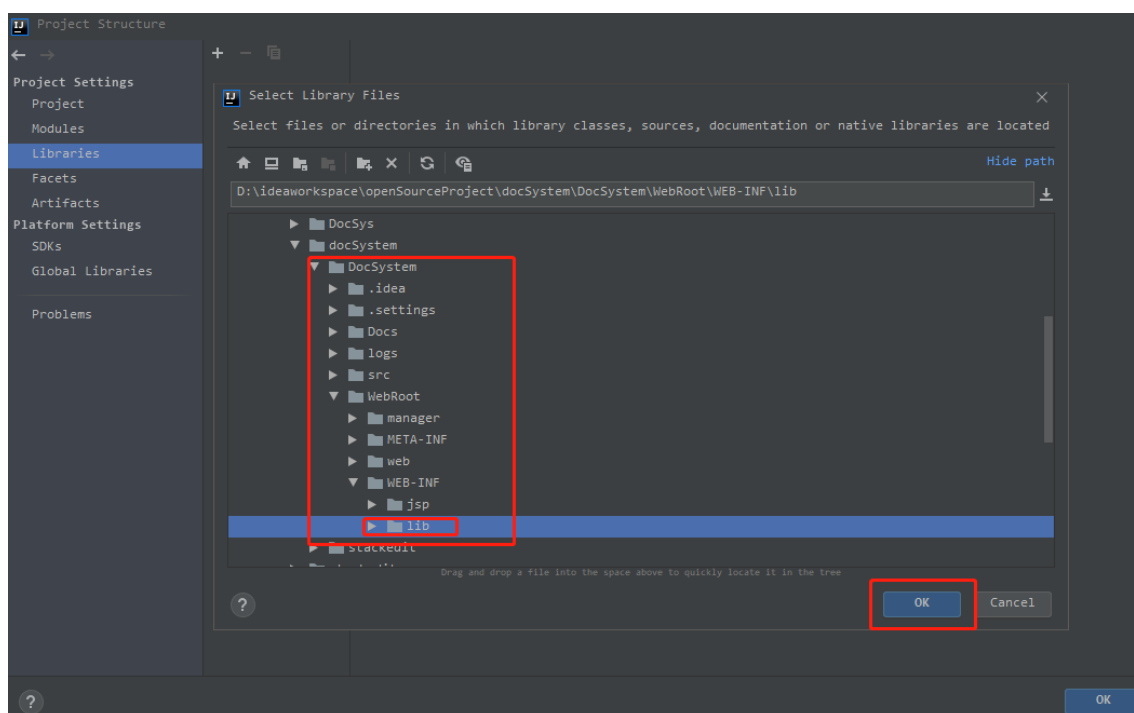 Project Structure
Project Settings
Project
Modules
Libraries
Facets
Artifacts
Platform Settings
SDKs
Global Libraries
Problems
Select Library Files
Select files or directories in which library classes, sources, documentation or native libraries are located
Hide path
D:\ideaworkspace\openSourceProject\docSystem\DocSystem\WebRoot\WEB-INF\lib
DocSys
docSystem
DocSystem
.idea
.settings
Docs
logs
src
WebRoot
manager
META-INF
web
WEB-INF
jsp
lib
Drag and drop a file into the space above to quickly locate it in the tree
?
OK
Cancel
?
OK